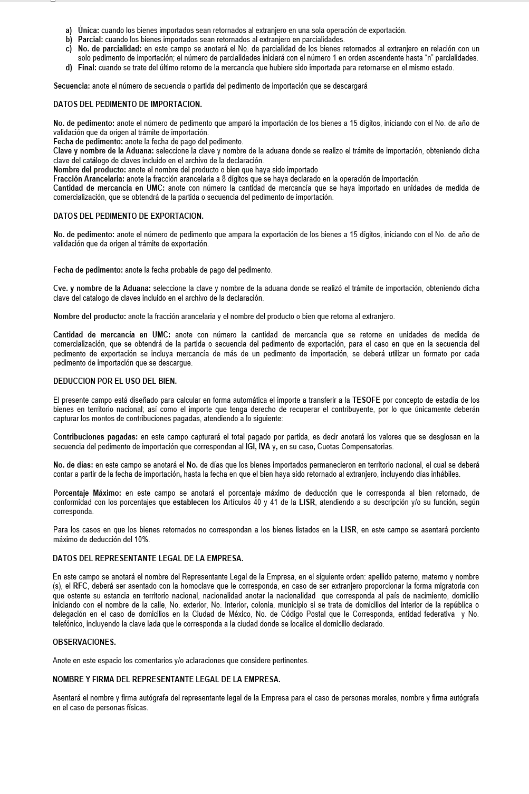 a) Única: cuando los bienes importados sean retornados al extranjero en una sola operación de exportación.
b) Parcial: cuando los bienes importados sean retornados al extranjero en parcialidades.
c) No. de parcialidad: en este campo se anotará el No. de parcialidad de los bienes retornados al extranjero en relación con un
solo pedimento de importación; el número de parcialidades iniciará con el número 1 en orden ascendente hasta "n" parcialidades.
d) Final: cuando se trate del último retorno de la mercancía que hubiere sido importada para retornarse en el mismo estado.
Secuencia: anote el número de secuencia o partida del pedimento de importación que se descargará
DATOS DEL PEDIMENTO DE IMPORTACION.
No. de pedimento: anote el número de pedimento que amparó la importación de los bienes a 15 dígitos, iniciando con el No. de año de
validación que da origen al trámite de importación.
Fecha de pedimento: anote la fecha de pago del pedimento.
Clave y nombre de la Aduana: seleccione la clave y nombre de la aduana donde se realizo el trámite de importación, obteniendo dicha
clave del catálogo de claves incluido en el archivo de la declaración.
Nombre del producto: anote el nombre del producto o bien que haya sido importado
Fracción Arancelaria: anote la fracción arancelaria a 8 dígitos que se haya declarado en la operación de importación.
Cantidad de mercancía en UMC: anote con número la cantidad de mercancía que se haya importado en unidades de medida de
comercialización, que se obtendrá de la partida o secuencia del pedimento de importación.
DATOS DEL PEDIMENTO DE EXPORTACION.
No. de pedimento: anote el número de pedimento que ampara la exportación de los bienes a 15 dígitos, iniciando con el No. de año de
validación que da origen al trámite de exportación.
Fecha de pedimento: anote la fecha probable de pago del pedimento.
Cve. y nombre de la Aduana: seleccione la clave y nombre de la aduana donde se realizó el trámite de importación, obteniendo dicha
clave del catalogo de claves incluido en el archivo de la declaración.
Nombre del producto: anote la fracción arancelaria y el nombre del producto o bien que retorna al extranjero.
Cantidad de mercancía en UMC: anote con número la cantidad de mercancía que se retorne en unidades de medida de
comercialización, que se obtendrá de la partida o secuencia del pedimento de exportación, para el caso en que en la secuencia del
pedimento de exportación se incluya mercancía de más de un pedimento de importación, se deberá utilizar un formato por cada
pedimento de importación que se descargue.
DEDUCCION POR EL USO DEL BIEN.
El presente campo está diseñado para calcular en forma automática el importe a transferir a la TESOFE por concepto de estadía de los
bienes en territorio nacional; así como el importe que tenga derecho de recuperar el contribuyente, por lo que únicamente deberán
capturar los montos de contribuciones pagadas, atendiendo a lo siguiente:
Contribuciones pagadas: en este campo capturará el total pagado por partida, es decir anotará los valores que se desglosan en la
secuencia del pedimento de importación que correspondan al IGI, IVA y, en su caso, Cuotas Compensatorias.
No. de días: en este campo se anotará el No. de días que los bienes importados permanecieron en territorio nacional, el cual se deberá
contar a partir de la fecha de importación, hasta la fecha en que el bien haya sido retornado al extranjero, incluyendo días inhábiles.
Porcentaje Máximo: en este campo se anotará el porcentaje máximo de deducción que le corresponda al bien retornado, de
conformidad con los porcentajes que establecen los Artículos 40 y 41 de la LISR, atendiendo a su descripción y/o su función, según
corresponda.
Para los casos en que los bienes retornados no correspondan a los bienes listados en la LISR, en este campo se asentará porciento
máximo de deducción del 10%.
DATOS DEL REPRESENTANTE LEGAL DE LA EMPRESA.
En este campo se anotará el nombre del Representante Legal de la Empresa, en el siguiente orden: apellido paterno, materno y nombre
(s), el RFC, deberá ser asentado con la homoclave que le corresponda, en caso de ser extranjero proporcionar la forma migratoria con
que ostente su estancia en territorio nacional, nacionalidad anotar la nacionalidad que corresponda al país de nacimiento, domicilio
iniciando con el nombre de la calle, No. exterior, No. Interior, colonia, municipio si se trata de domicilios del interior de la república o
delegación en el caso de domicilios en la Ciudad de México, No. de Código Postal que le Corresponda, entidad federativa y No.
telefónico, incluyendo la clave lada que le corresponda a la ciudad donde se localice el domicilio declarado.
OBSERVACIONES.
Anote en este espacio los comentarios y/o aclaraciones que considere pertinentes.
NOMBRE Y FIRMA DEL REPRESENTANTE LEGAL DE LA EMPRESA.
Asentará el nombre y firma autógrafa del representante legal de la Empresa para el caso de personas morales, nombre y firma autógrafa
en el caso de personas físicas.